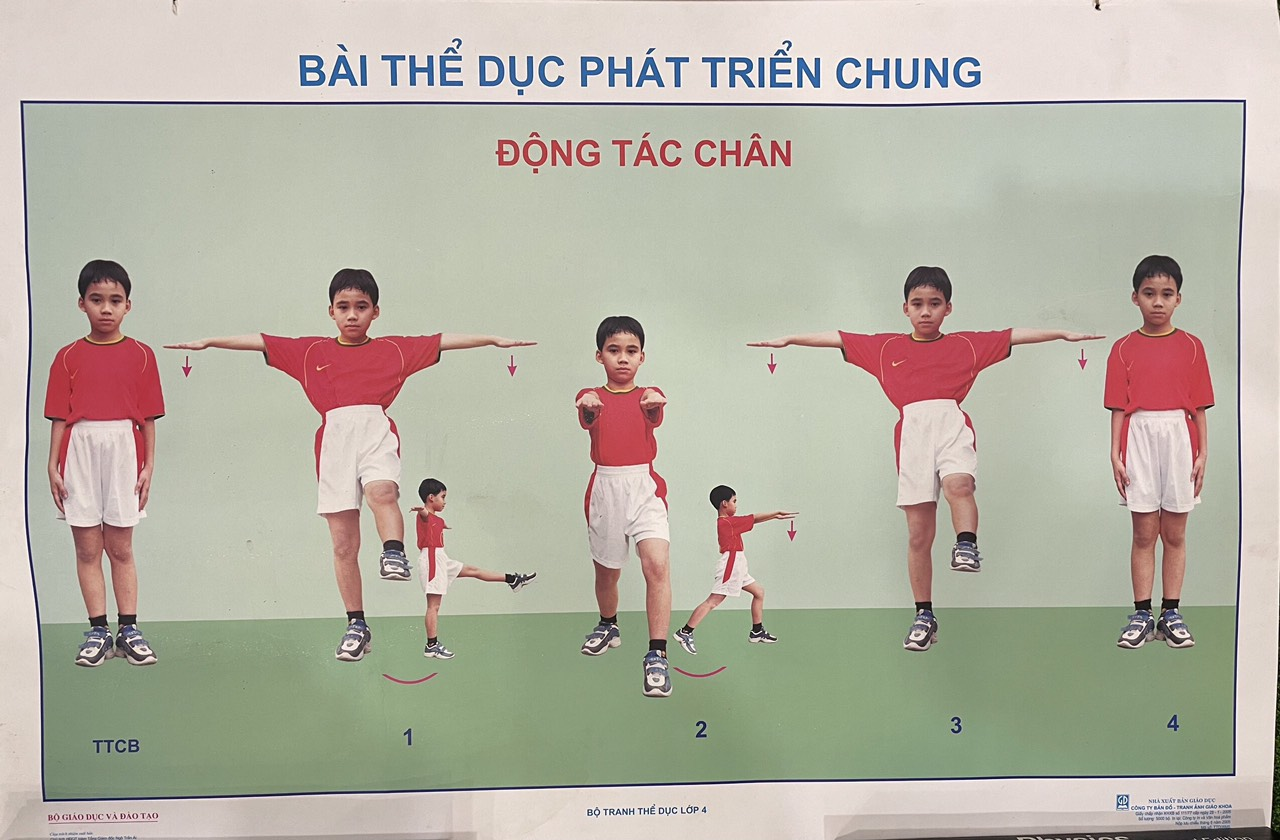 BÀI THỂ DỤC PHÁT TRIỂN CHUNG
ĐỘNG TÁC CHÂN
TTCB
1
2
3
4
BỘ GIÁO DỤC VÀ ĐÀO TẠO
BỘ TRANH THỂ DỤC LỚP 4
NHÀ XUẤT BẢN GIÁO DỤC
CÔNG TY BẢN ĐỒ - TRANH ẢNH GIÁO KHOA